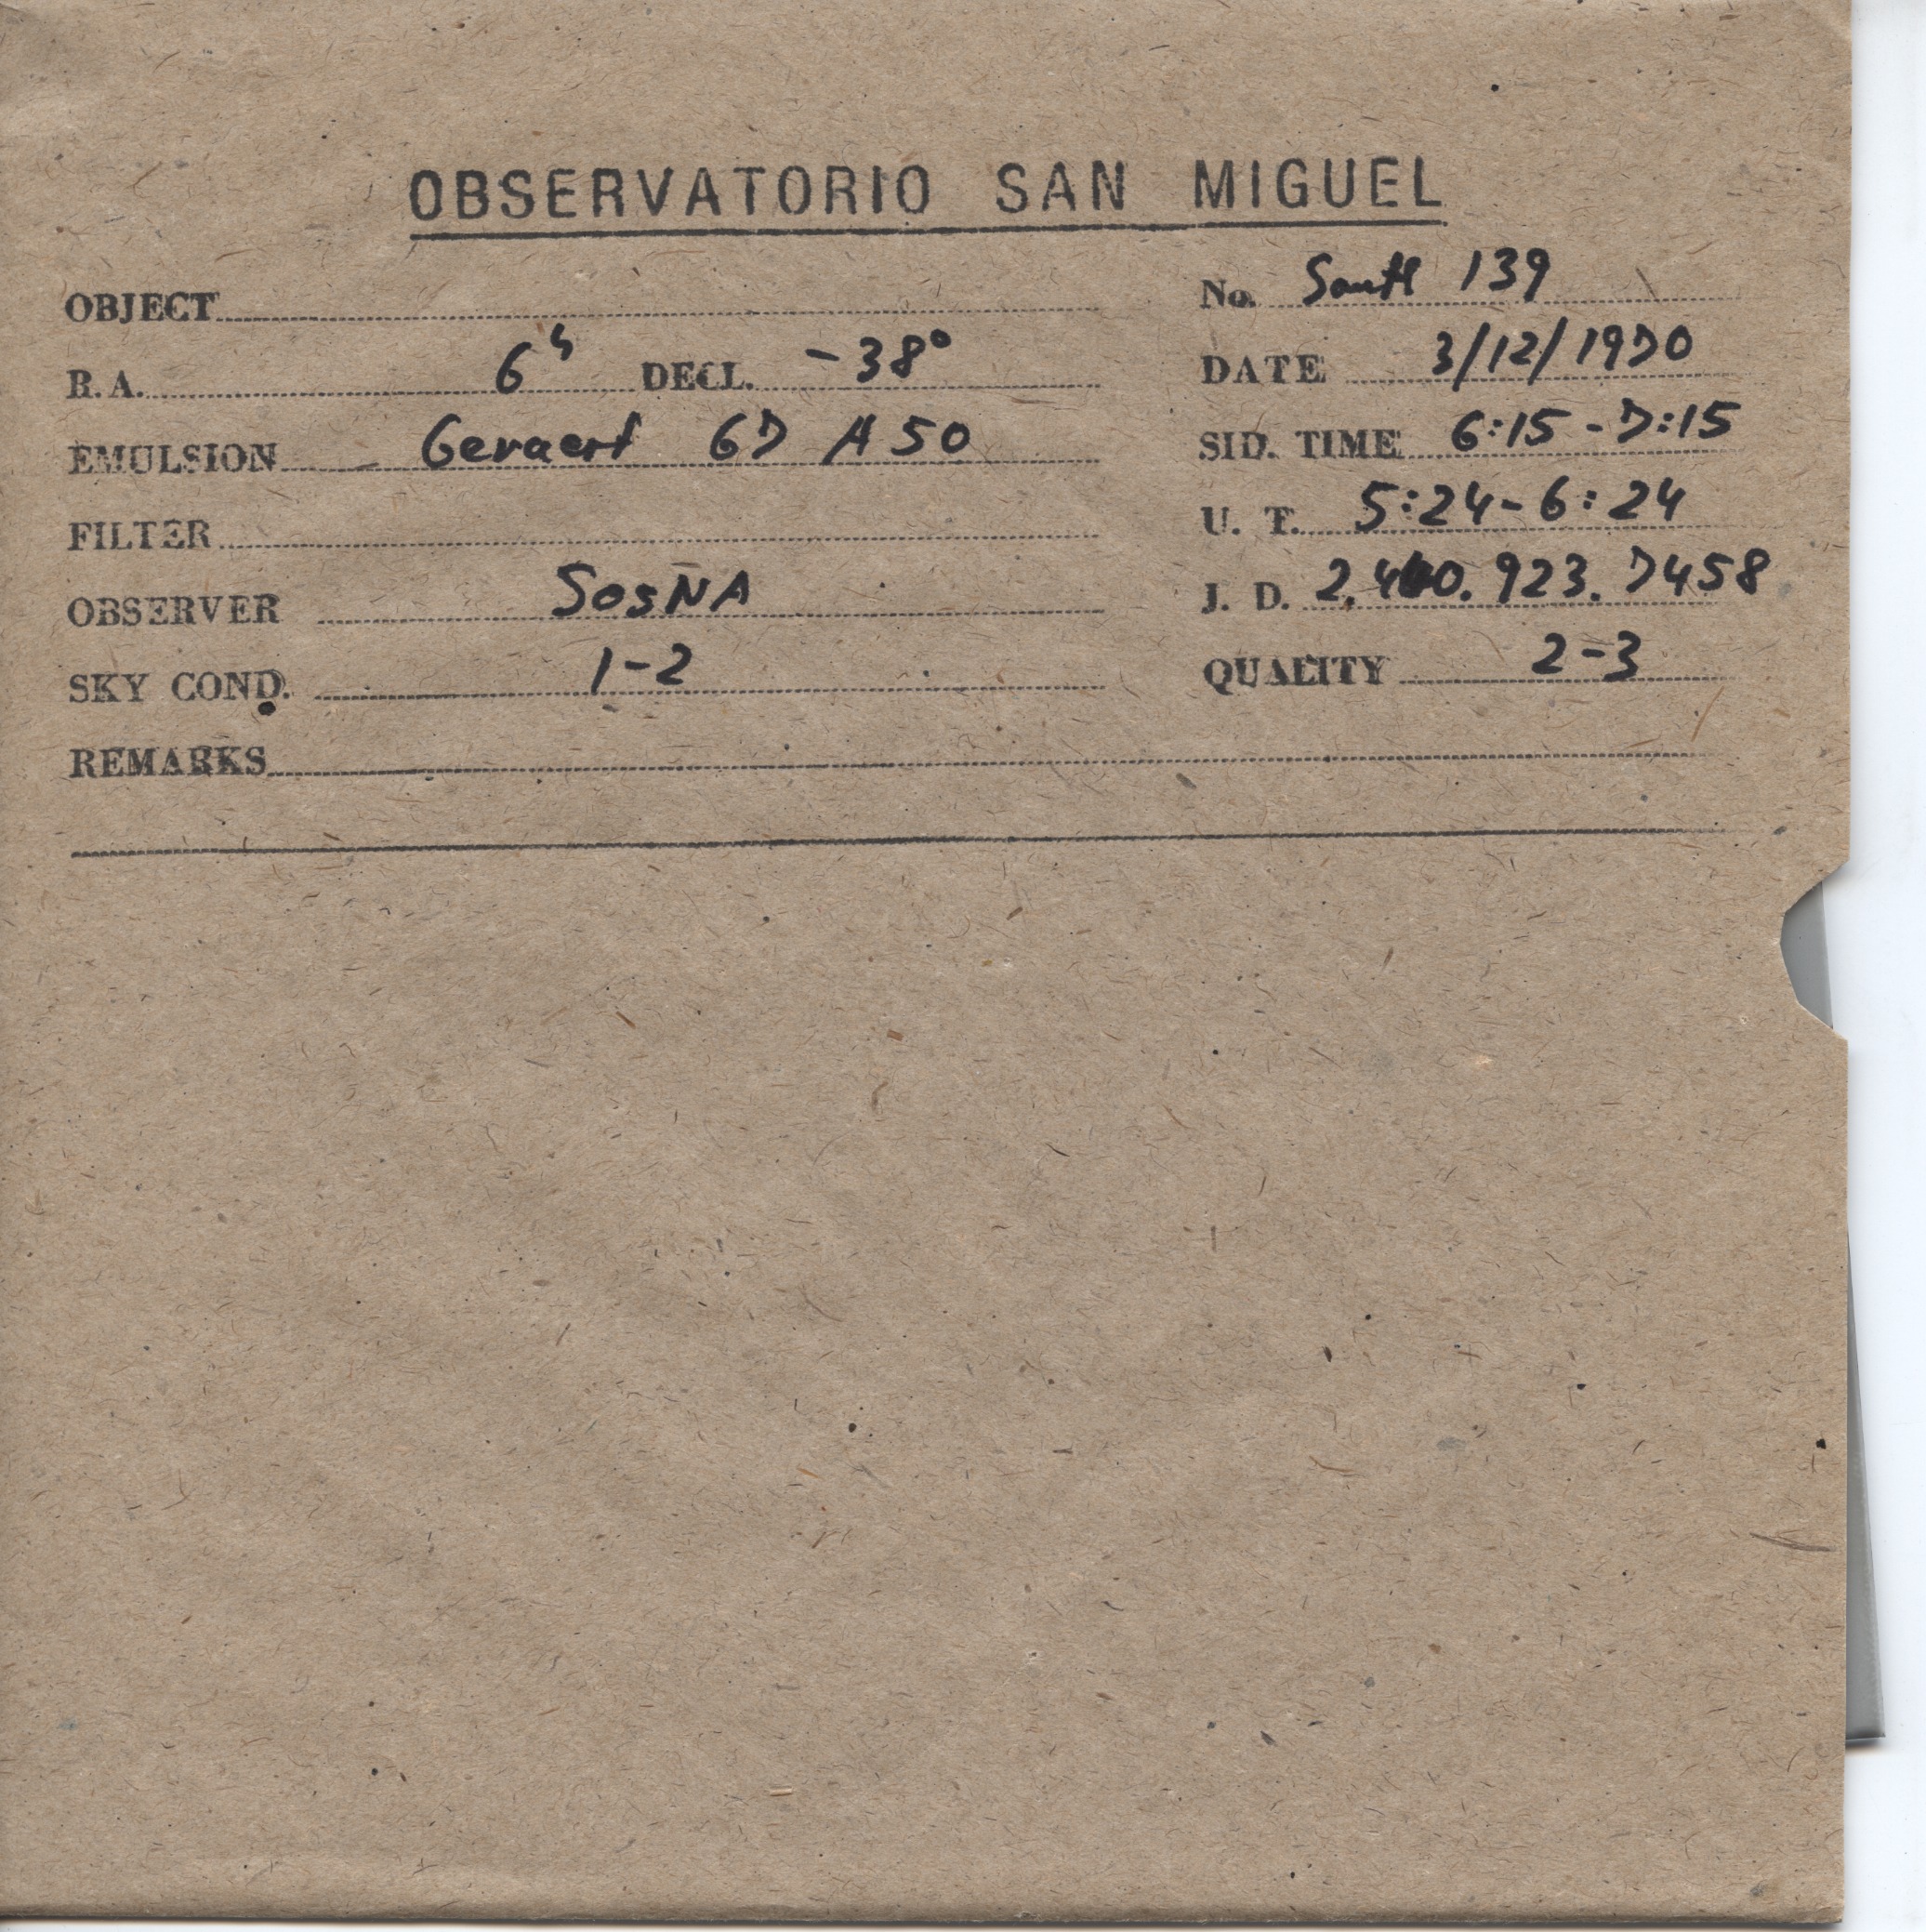 OBSERVATORIO SAN MIGUEL
OBJECT
No. South 139
R.A. 6h DECL. -38°
DATE 3/12/1970
EMULSION Gevaert 67 A 50
SID. TIME 6:15-7:15
FILTER
U. T. 5:24-6:24
OBSERVER SosNA
J. D. 2.440.923.7458
SKY COND. 1-2
QUALITY 2-3
REMARKS